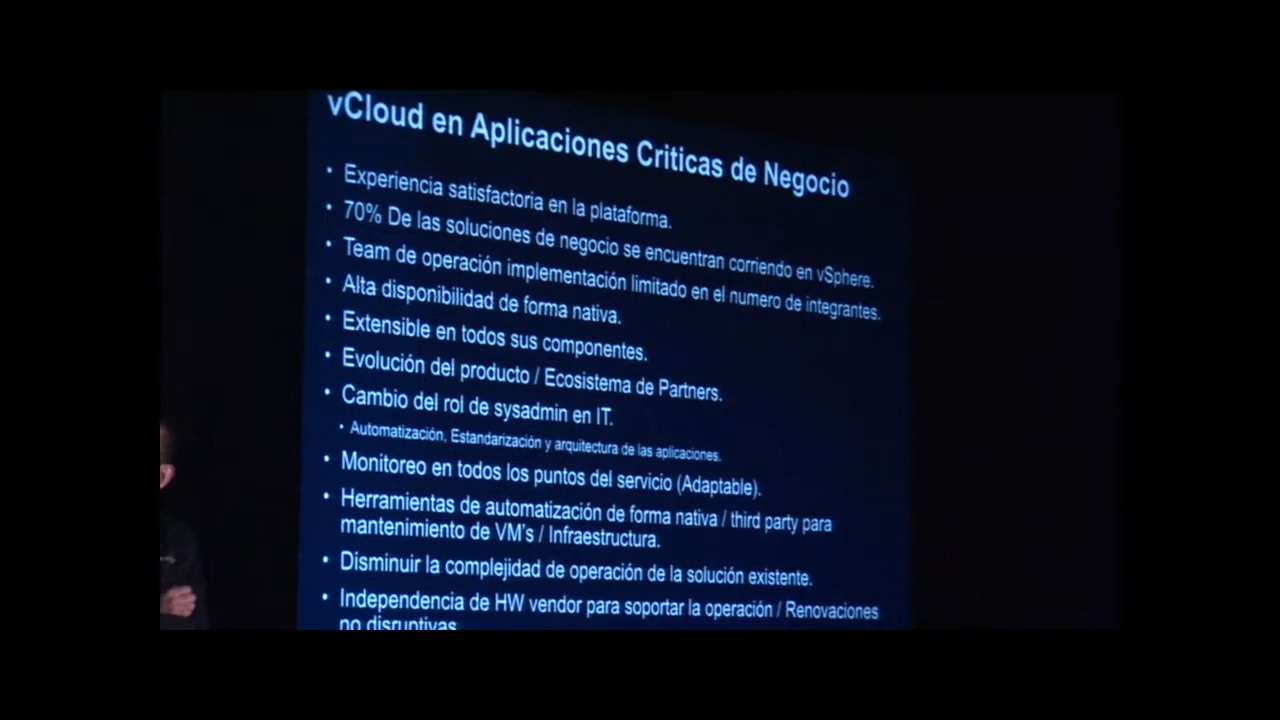 vCloud en Aplicaciones Criticas de Negocio
• Experiencia satisfactoria en la plataforma.
• 70% De las soluciones de negocio se encuentran corriendo en vSphere.
• Team de operación implementación limitado en el numero de integrantes.
• Alta disponibilidad de forma nativa.
• Extensible en todos sus componentes.
• Evolución del producto / Ecosistema de Partners.
• Cambio del rol de sysadmin en IT.
• Automatización, Estandarización y arquitectura de las aplicaciones.
• Monitoreo en todos los puntos del servicio (Adaptable).
• Herramientas de automatización de forma nativa / third party para
mantenimiento de VM's / Infraestructura.
• Disminuir la complejidad de operación de la solución existente.
• Independencia de HW vendor para soportar la operación / Renovaciones
no disruptivas